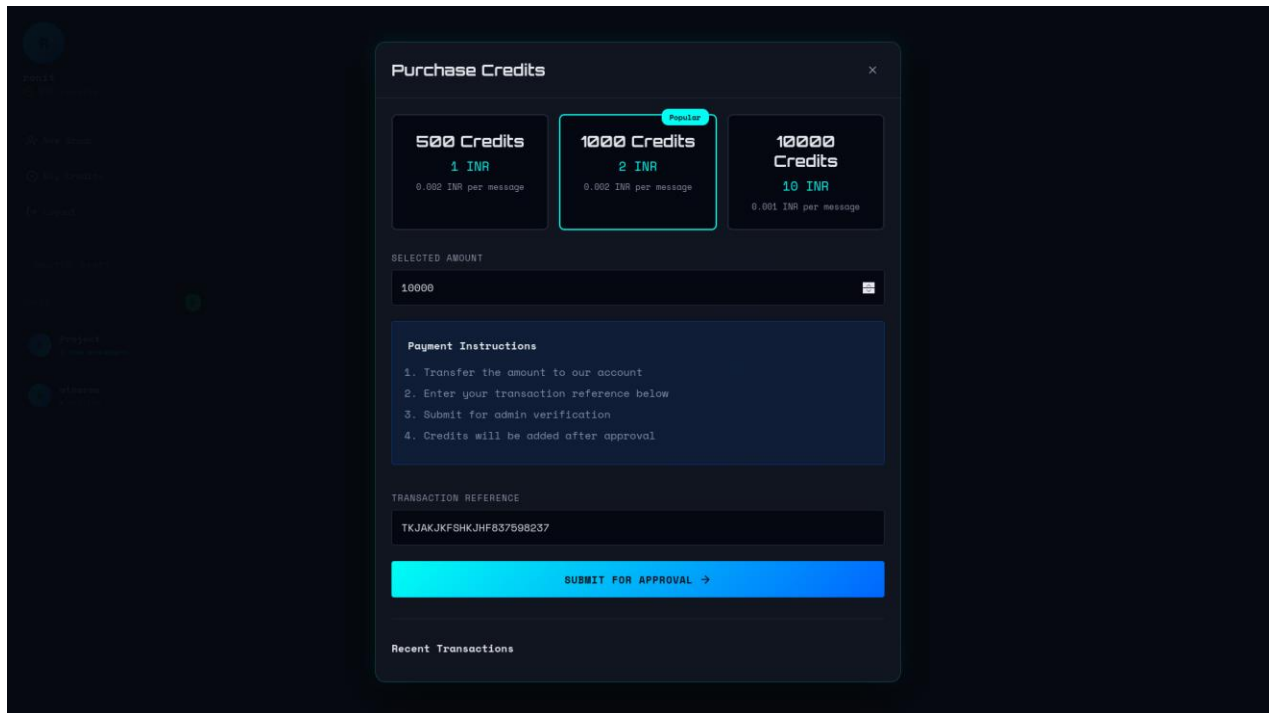 Purchase Credits
×
Popular
500 Credits
1 INR
0.002 INR per message
1000 Credits
2 INR
0.002 INR per message
10000
Credits
10 INR
0.001 INR per message
SELECTED AMOUNT
10000
Payment Instructions
1. Transfer the amount to our account
2. Enter your transaction reference below
3. Submit for admin verification
4. Credits will be added after approval
TRANSACTION REFERENCE
TKJAKJKFSHKJHF837598237
SUBMIT FOR APPROVAL →
Recent Transactions